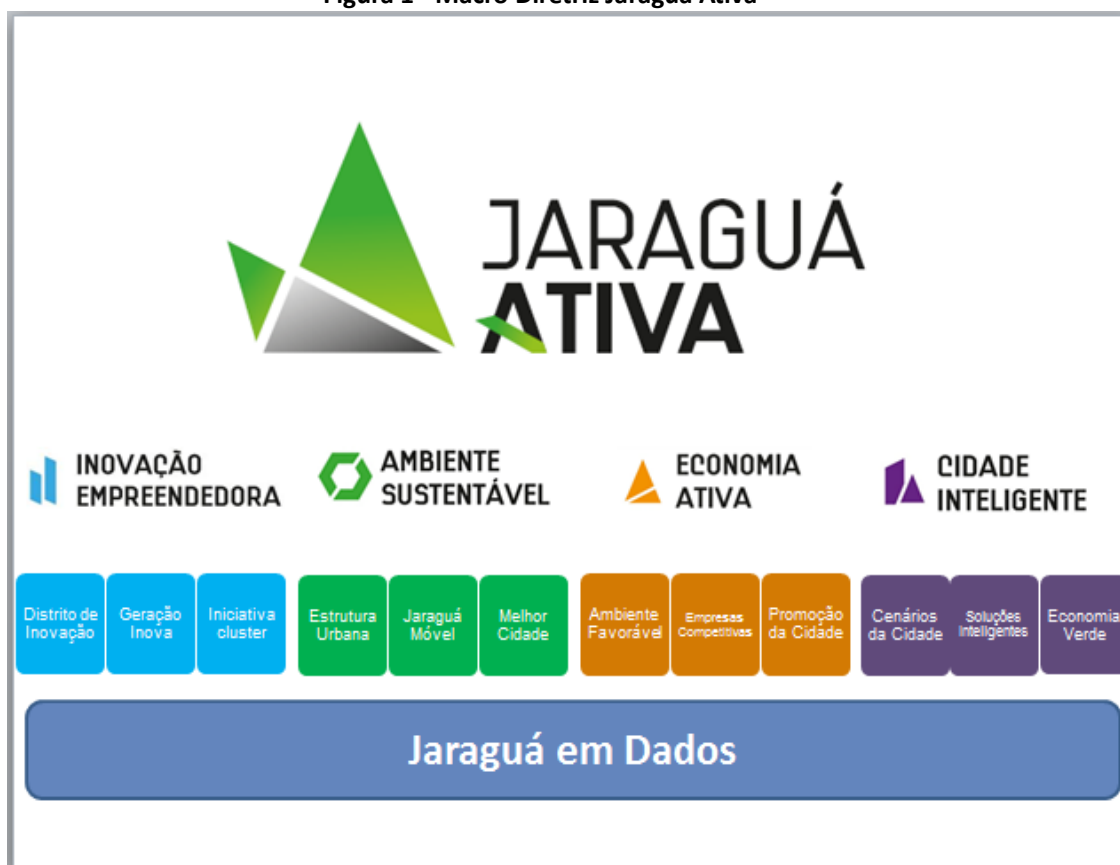 Figura 1 - Macro Diretriz Jaraguá Ativa
JARAGUÁ
ATIVA
INOVAÇÃO
EMPREENDEDORA
AMBIENTE
SUSTENTÁVEL
ECONOMIA
ATIVA
CIDADE
INTELIGENTE
Distrito de
Inovação
Geração
Inova
Iniciativa
cluster
Estrutura
Urbana
Jaraguá
Móvel
Melhor
Cidade
Ambiente
Favorável
Empresas
Competitivas
Promoção
da Cidade
Cenários
da Cidade
Soluções
Inteligentes
Economia
Verde
Jaraguá em Dados